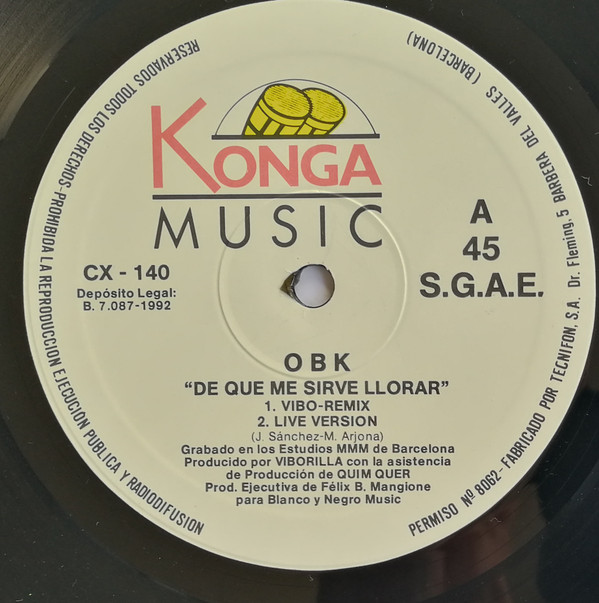 KONGA
MUSIC
CX - 140
Depósito Legal:
B. 7.087-1992
A
45
S.G.A.E.
OBK
“DE QUE ME SIRVE LLORAR”
1. VIBO-REMIX
2. LIVE VERSION
(J. Sánchez-M. Arjona)
Grabado en los Estudios MMM de Barcelona
Producido por VIBORILLA con la asistencia
de Producción de QUIM QUER
Prod. Ejecutiva de Félix B. Mangione
para Blanco y Negro Music
RESERVADOS TODOS LOS DERECHOS-PROHIBIDA LA REPRODUCCION EJECUCIÓN PUBLICA Y RADIODIFUSION
PERMISO Nº 8062 - FABRICADO POR TECNIFON, S.A. Dr. Fleming, 5 BARBERA DEL VALLES (BARCELONA)